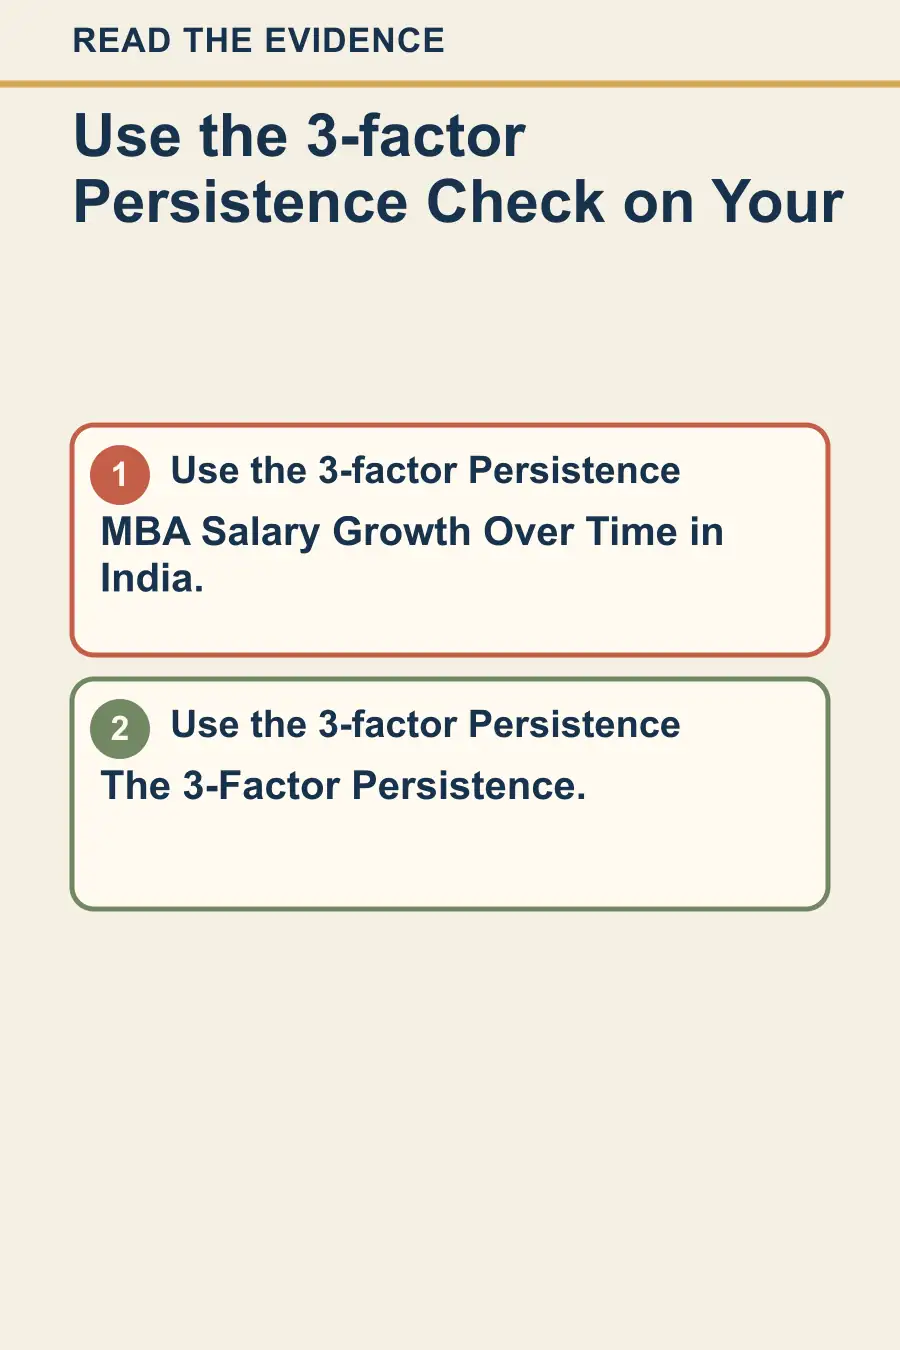 READ THE EVIDENCE
Use the 3-factor
Persistence Check on Your
1 Use the 3-factor Persistence
MBA Salary Growth Over Time in
India.
2 Use the 3-factor Persistence
The 3-Factor Persistence.